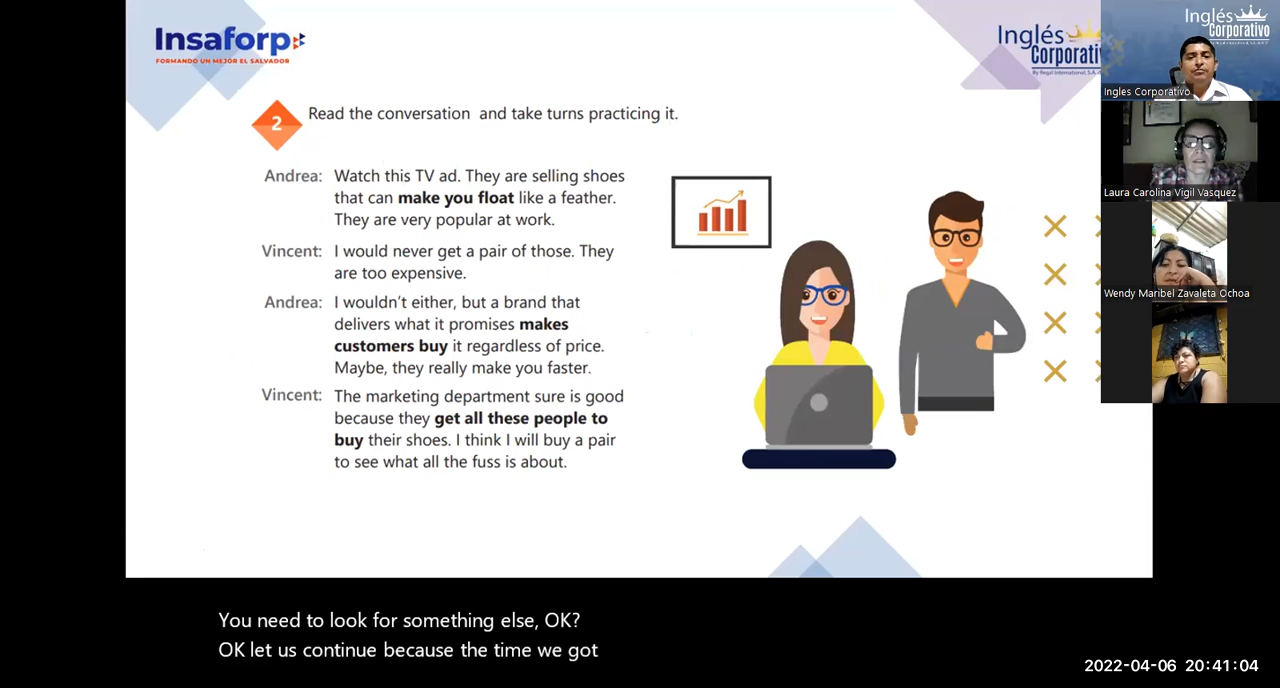 Insaforp
FORMANDO UN MEJOR EL SALVADOR
Inglés
Corporativo
Inglés
Corporativo
Ingles Corporativo
Laura Carolina Vigil Vasquez
Wendy Maribel Zavaleta Ochoa
2
Read the conversation and take turns practicing it.
Andrea: Watch this TV ad. They are selling shoes
that can make you float like a feather.
They are very popular at work.
Vincent: I would never get a pair of those. They
are too expensive.
Andrea: I wouldn't either, but a brand that
delivers what it promises makes
customers buy it regardless of price.
Maybe, they really make you faster.
Vincent: The marketing department sure is good
because they get all these people to
buy their shoes. I think I will buy a pair
to see what all the fuss is about.
You need to look for something else, OK?
OK let us continue because the time we got
2022-04-06 20:41:04